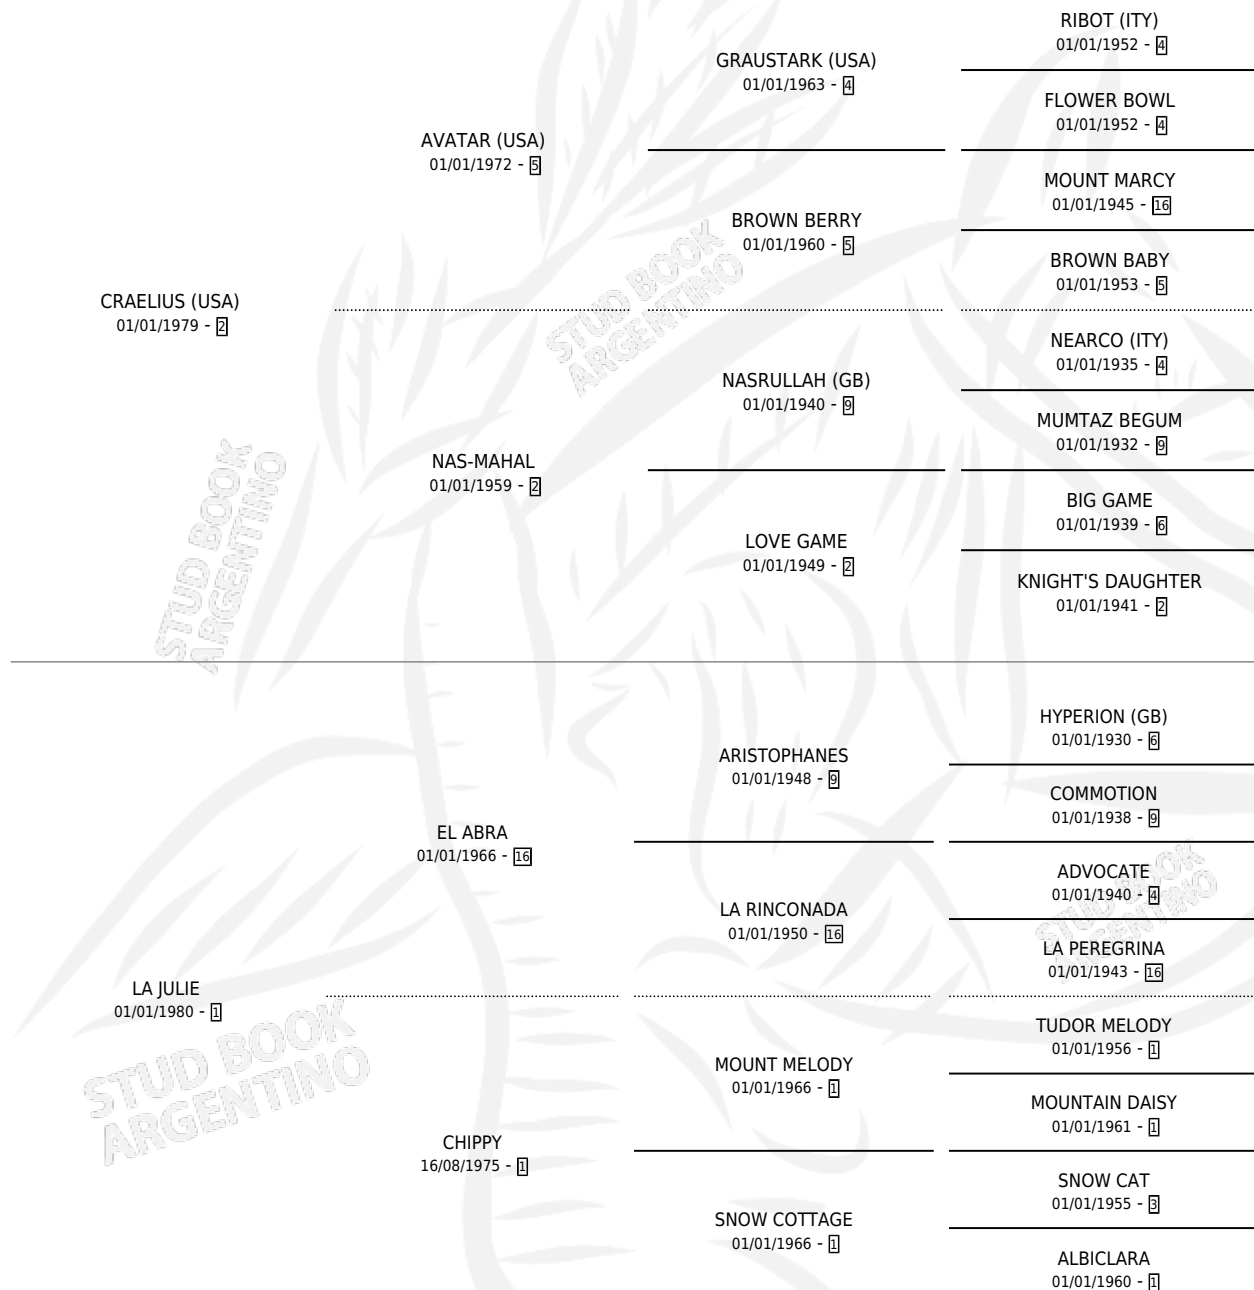 RIBOT (ITY)
01/01/1952 - 4
GRAUSTARK (USA)
01/01/1963 - 4
FLOWER BOWL
01/01/1952 - 4
AVATAR (USA)
01/01/1972 - 5
MOUNT MARCY
01/01/1945 - 16
BROWN BERRY
01/01/1960 - 5
BROWN BABY
01/01/1953 - 5
CRAELIUS (USA)
01/01/1979 - 2
NEARCO (ITY)
01/01/1935 - 4
NASRULLAH (GB)
01/01/1940 - 9
MUMTAZ BEGUM
01/01/1932 - 9
NAS-MAHAL
01/01/1959 - 2
BIG GAME
01/01/1939 - 6
LOVE GAME
01/01/1949 - 2
KNIGHT'S DAUGHTER
01/01/1941 - 2
HYPERION (GB)
01/01/1930 - 6
ARISTOPHANES
01/01/1948 - 9
COMMOTION
01/01/1938 - 9
EL ABRA
01/01/1966 - 16
ADVOCATE
01/01/1940 - 4
LA RINCONADA
01/01/1950 - 16
LA PEREGRINA
01/01/1943 - 16
LA JULIE
01/01/1980 - 1
TUDOR MELODY
01/01/1956 - 1
MOUNT MELODY
01/01/1966 - 1
MOUNTAIN DAISY
01/01/1961 - 1
CHIPPY
16/08/1975 - 1
SNOW CAT
01/01/1955 - 3
SNOW COTTAGE
01/01/1966 - 1
ALBICLARA
01/01/1960 - 1
STUD BOOK
ARGENTINO
STUD BOOK
ARGENTINO
STUD BOOK
ARGENTINO
STUD BOOK
ARGENTINO